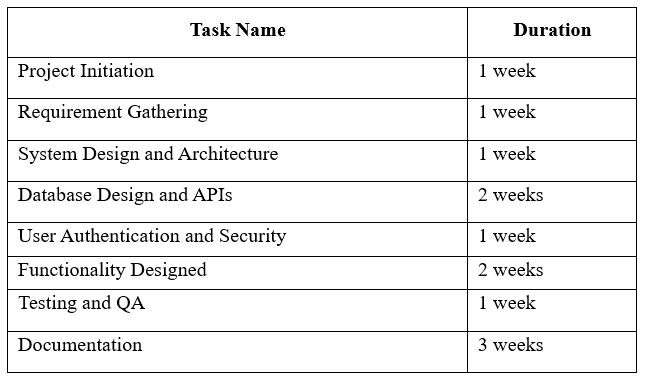 Task Name Duration
Project Initiation 1 week
Requirement Gathering 1 week
System Design and Architecture 1 week
Database Design and APIs 2 weeks
User Authentication and Security 1 week
Functionality Designed 2 weeks
Testing and QA 1 week
Documentation 3 weeks